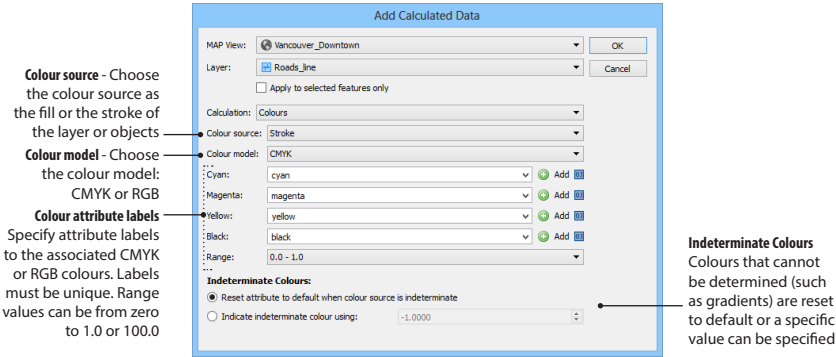 Add Calculated Data
MAP View: Vancouver_Downtown OK
Layer: Roads_line Cancel
Apply to selected features only
Calculation: Colours
Colour source: Stroke
Colour model: CMYK
Cyan: cyan Add 03
Magenta: magenta Add 03
Yellow: yellow Add 03
Black: black Add 03
Range: 0.0 - 1.0
Indeterminate Colours:
Reset attribute to default when colour source is indeterminate
Indicate indeterminate colour using: -1.0000
Colour source - Choose
the colour source as
the fill or the stroke of
the layer or objects
Colour model - Choose
the colour model:
CMYK or RGB
Colour attribute labels
Specify attribute labels
to the associated CMYK
or RGB colours. Labels
must be unique. Range
values can be from zero
to 1.0 or 100.0
Indeterminate Colours
Colours that cannot
be determined (such
as gradients) are reset
to default or a specific
value can be specified